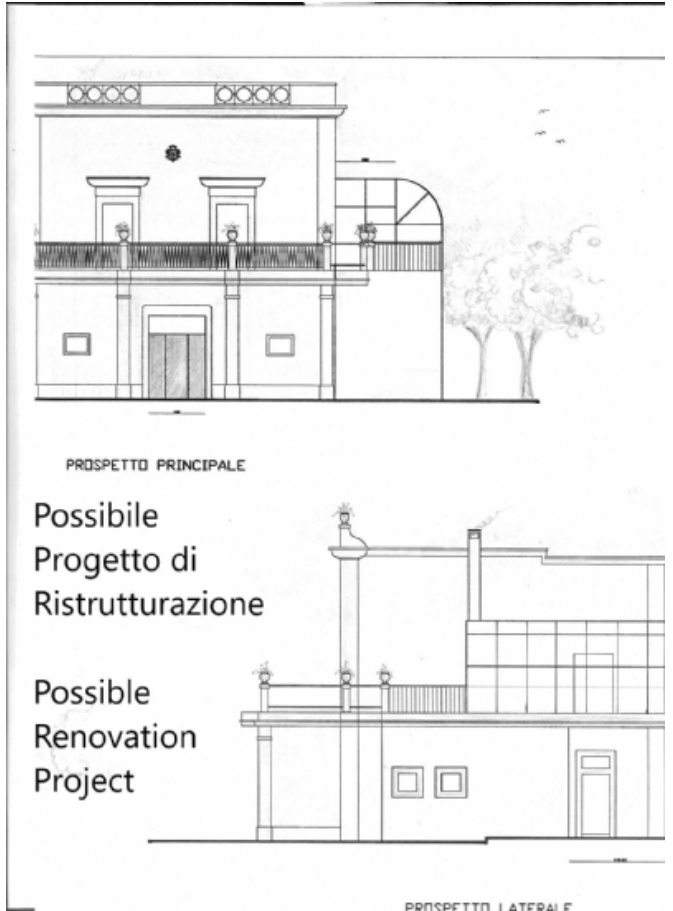 PROSPETTO PRINCIPALE
Possibile
Progetto di
Ristrutturazione
Possible
Renovation
Project
PROSPETTO LATERALE